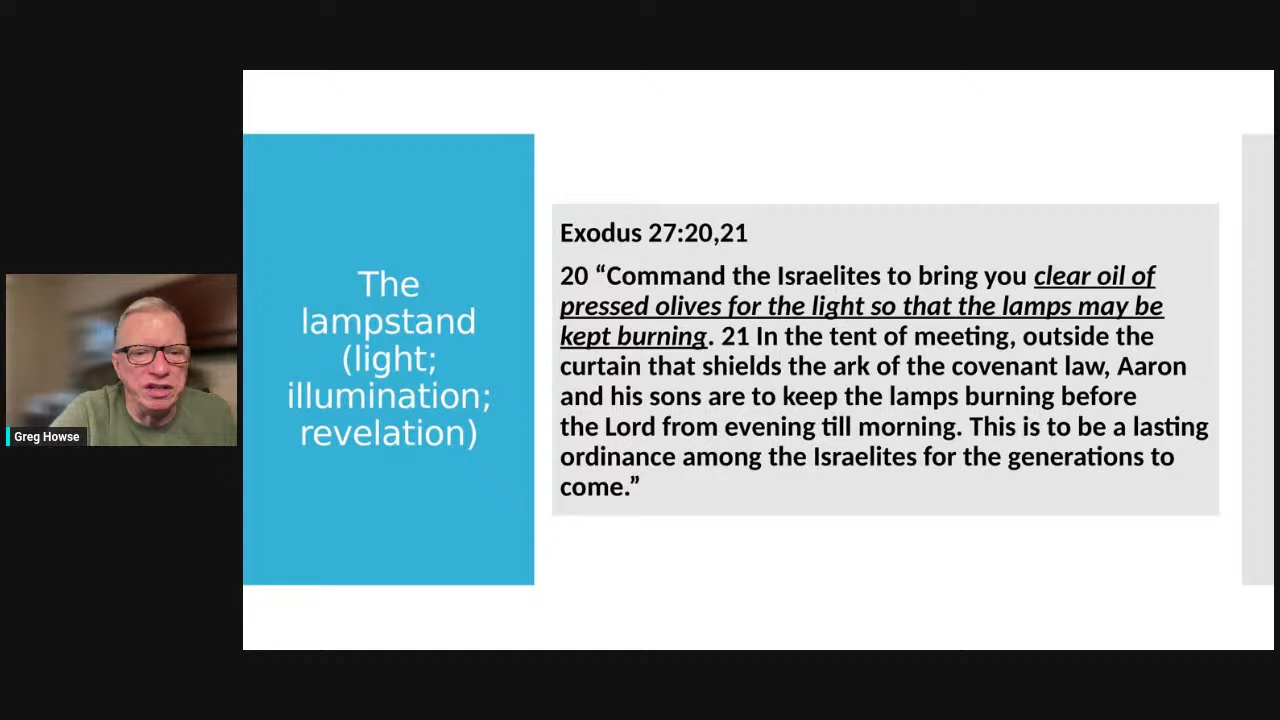 The
lampstand
(light;
illumination;
revelation)
Exodus 27:20,21
20 “Command the Israelites to bring you clear oil of
pressed olives for the light so that the lamps may be
kept burning. 21 In the tent of meeting, outside the
curtain that shields the ark of the covenant law, Aaron
and his sons are to keep the lamps burning before
the Lord from evening till morning. This is to be a lasting
ordinance among the Israelites for the generations to
come.”
Greg Howse